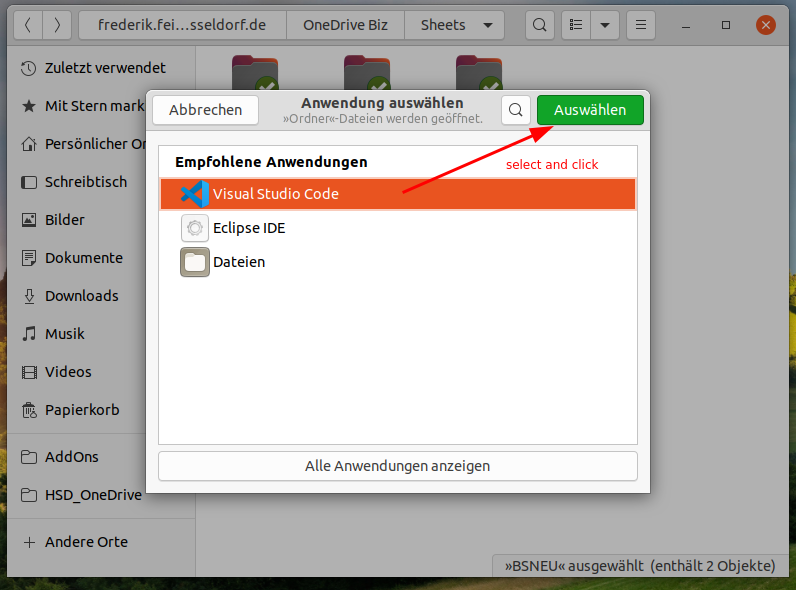 frederik.fei…sseldorf.de
OneDrive Biz
Sheets
Zuletzt verwendet
Mit Stern mark
Persönlicher Or
Schreibtisch
Bilder
Dokumente
Downloads
Musik
Videos
Papierkorb
AddOns
HSD_OneDrive
Andere Orte
Abbrechen
Anwendung auswählen
»Ordner«-Dateien werden geöffnet.
Auswählen
Empfohlene Anwendungen
select and click
Visual Studio Code
Eclipse IDE
Dateien
Alle Anwendungen anzeigen
»BSNEU« ausgewählt (enthält 2 Objekte)